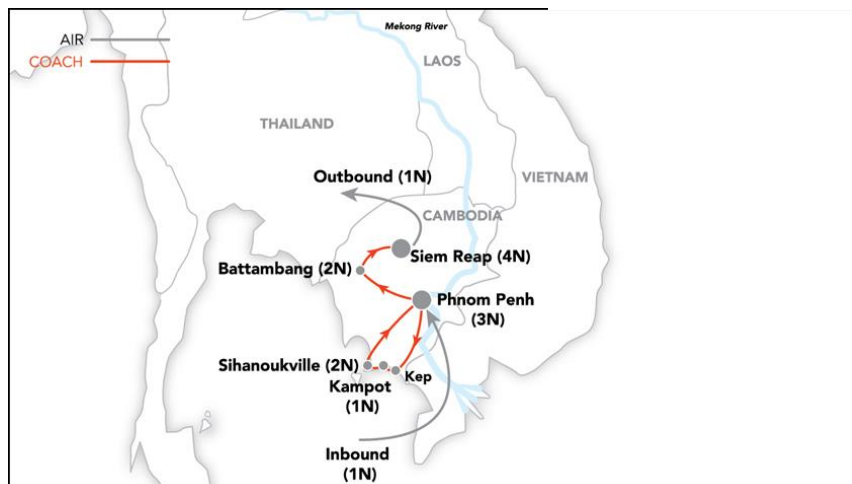 Mekong River
AIR
COACH
LAOS
THAILAND
Outbound (1N)
VIETNAM
CAMBODIA
Siem Reap (4N)
Battambang (2N)
Phnom Penh
(3N)
Sihanoukville (2N)
Kep
Kampot
(1N)
Inbound
(1N)